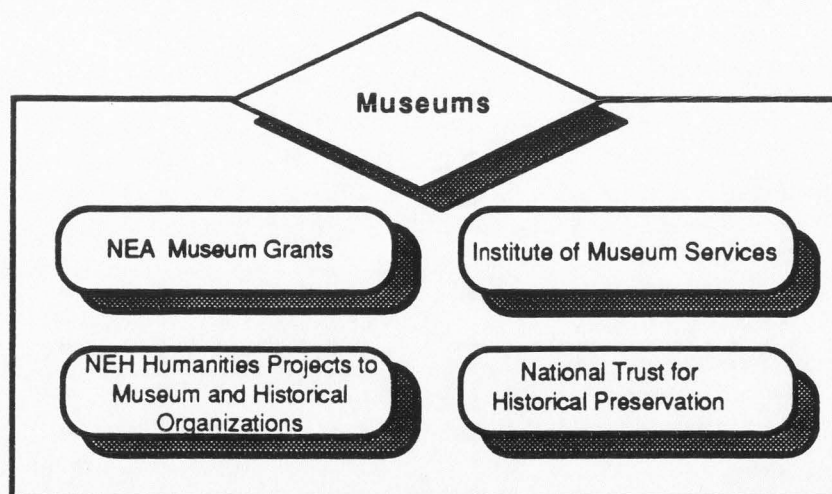 Museums
NEA Museum Grants
Institute of Museum Services
NEH Humanities Projects to
Museum and Historical
Organizations
National Trust for
Historical Preservation